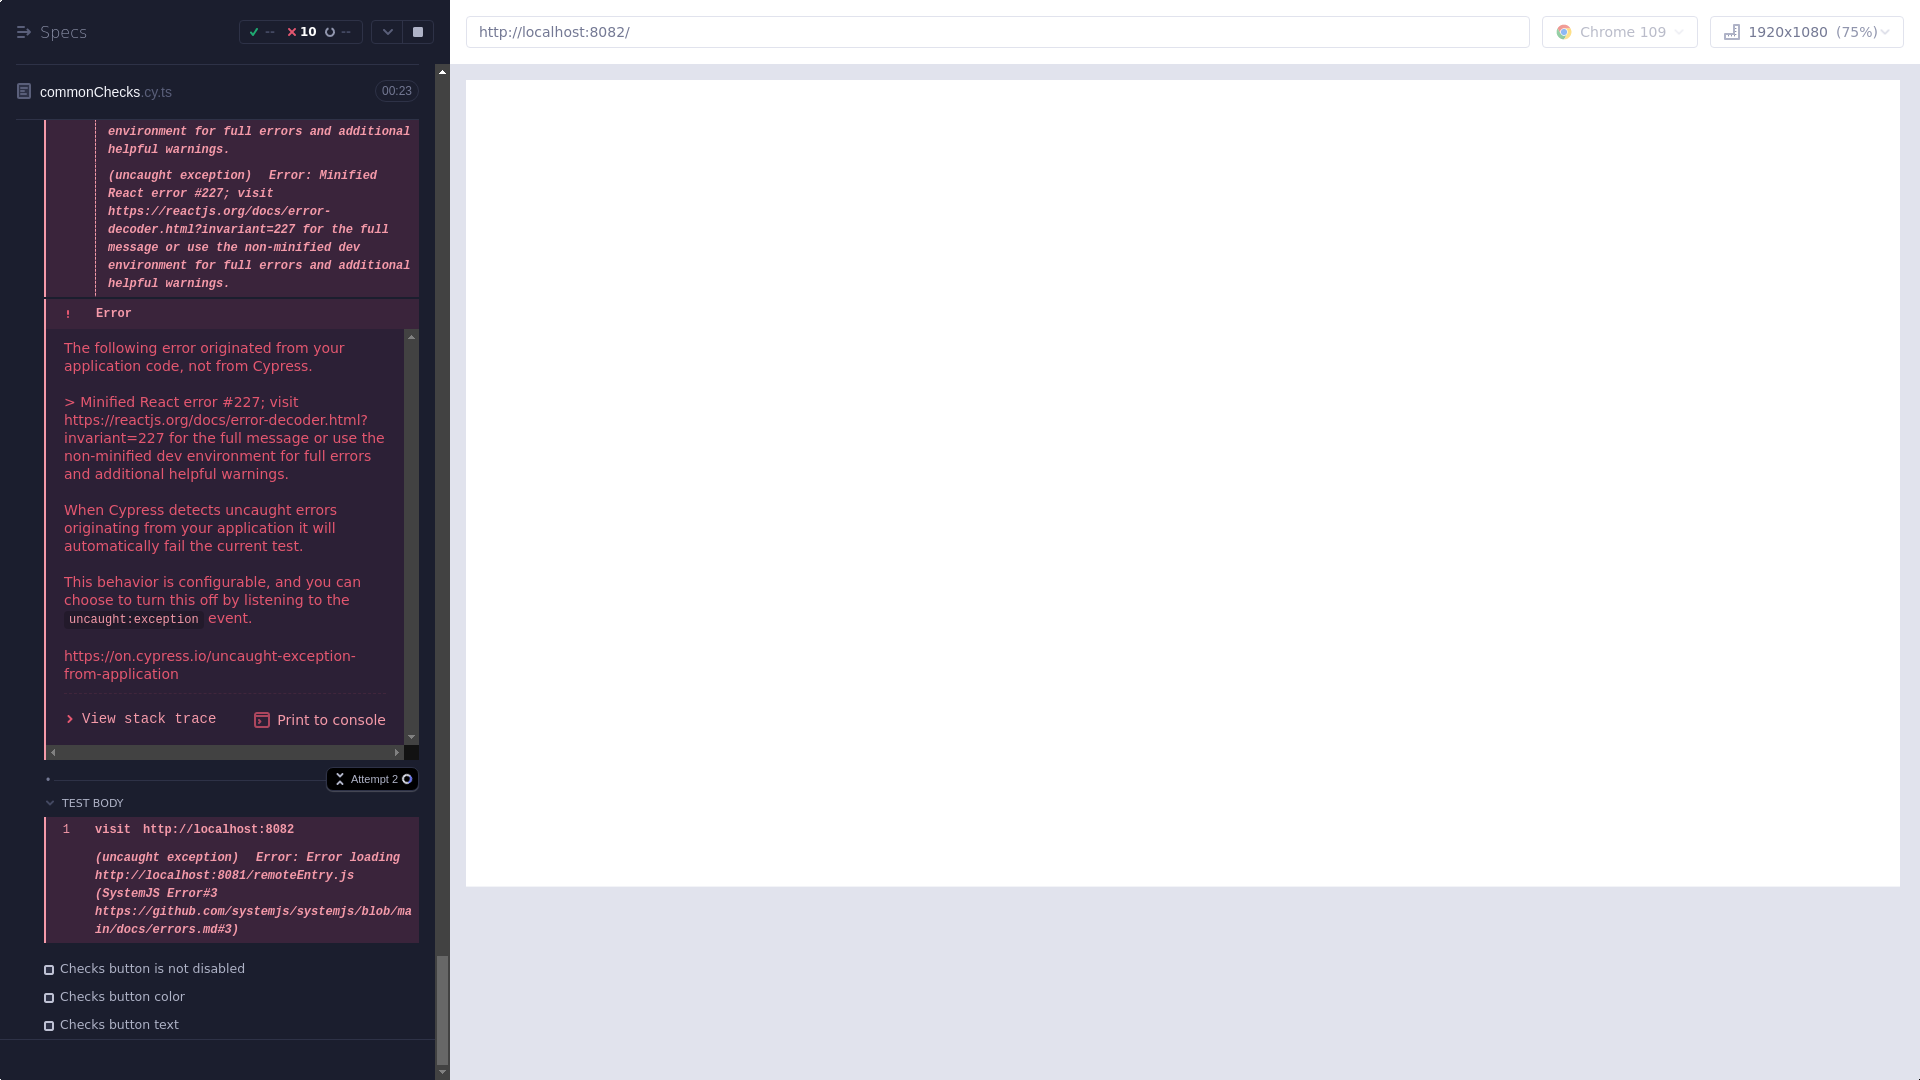 Specs
-- 10 --
http://localhost:8082/
Chrome 109
1920x1080 (75%)
commonChecks.cy.ts
00:23
environment for full errors and additional
helpful warnings.
(uncaught exception) Error: Minified
React error #227; visit
https://reactjs.org/docs/error-
decoder.html?invariant=227 for the full
message or use the non-minified dev
environment for full errors and additional
helpful warnings.
! Error
The following error originated from your
application code, not from Cypress.
> Minified React error #227; visit
https://reactjs.org/docs/error-decoder.html?
invariant=227 for the full message or use the
non-minified dev environment for full errors
and additional helpful warnings.
When Cypress detects uncaught errors
originating from your application it will
automatically fail the current test.
This behavior is configurable, and you can
choose to turn this off by listening to the
uncaught:exception event.
https://on.cypress.io/uncaught-exception-
from-application
View stack trace
Print to console
Attempt 2
TEST BODY
1 visit http://localhost:8082
(uncaught exception) Error: Error loading
http://localhost:8081/remoteEntry.js
(SystemJS Error#3
https://github.com/systemjs/systemjs/blob/ma
in/docs/errors.md#3)
Checks button is not disabled
Checks button color
Checks button text